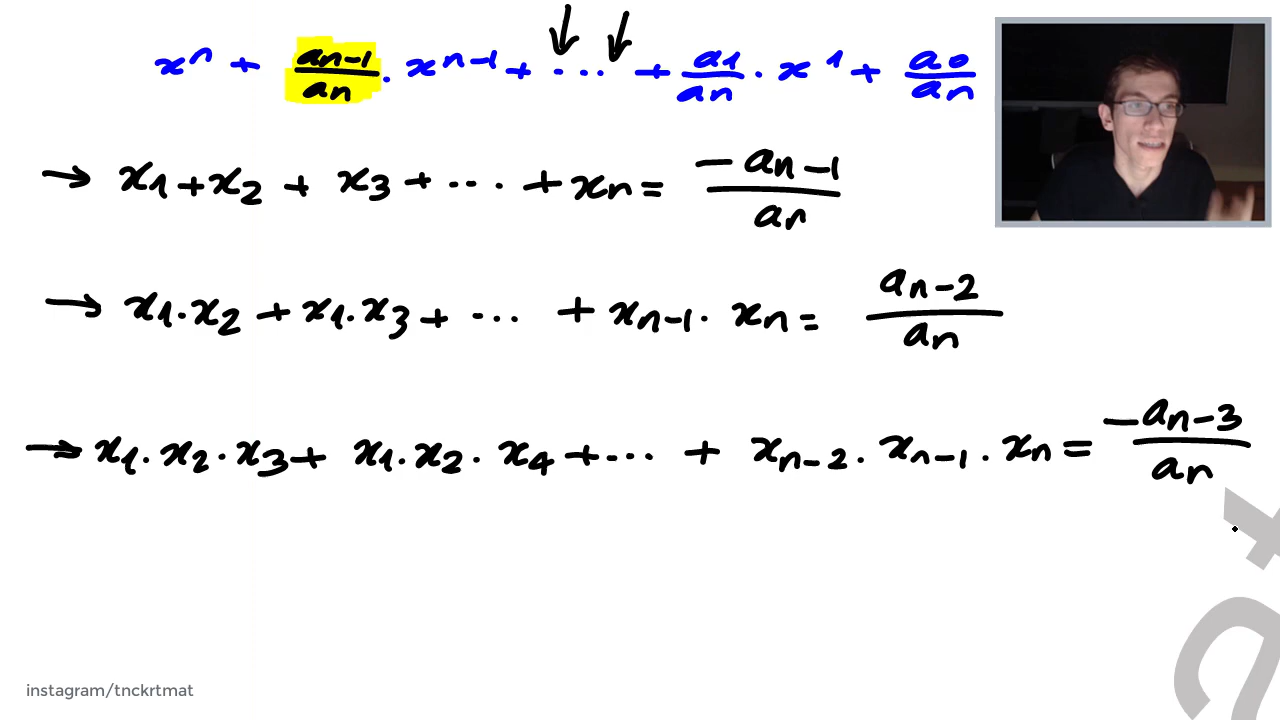 xⁿ + aₙ₋₁/aₙ · xⁿ⁻¹ + ... + a₁/aₙ · x¹ + a₀/aₙ
→ x₁ + x₂ + x₃ + ... + xₙ = -aₙ₋₁/aₙ
→ x₁·x₂ + x₁·x₃ + ... + xₙ₋₁·xₙ = aₙ₋₂/aₙ
→ x₁·x₂·x₃ + x₁·x₂·x₄ + ... + xₙ₋₂·xₙ₋₁·xₙ = -aₙ₋₃/aₙ
instagram/tnckrtmat